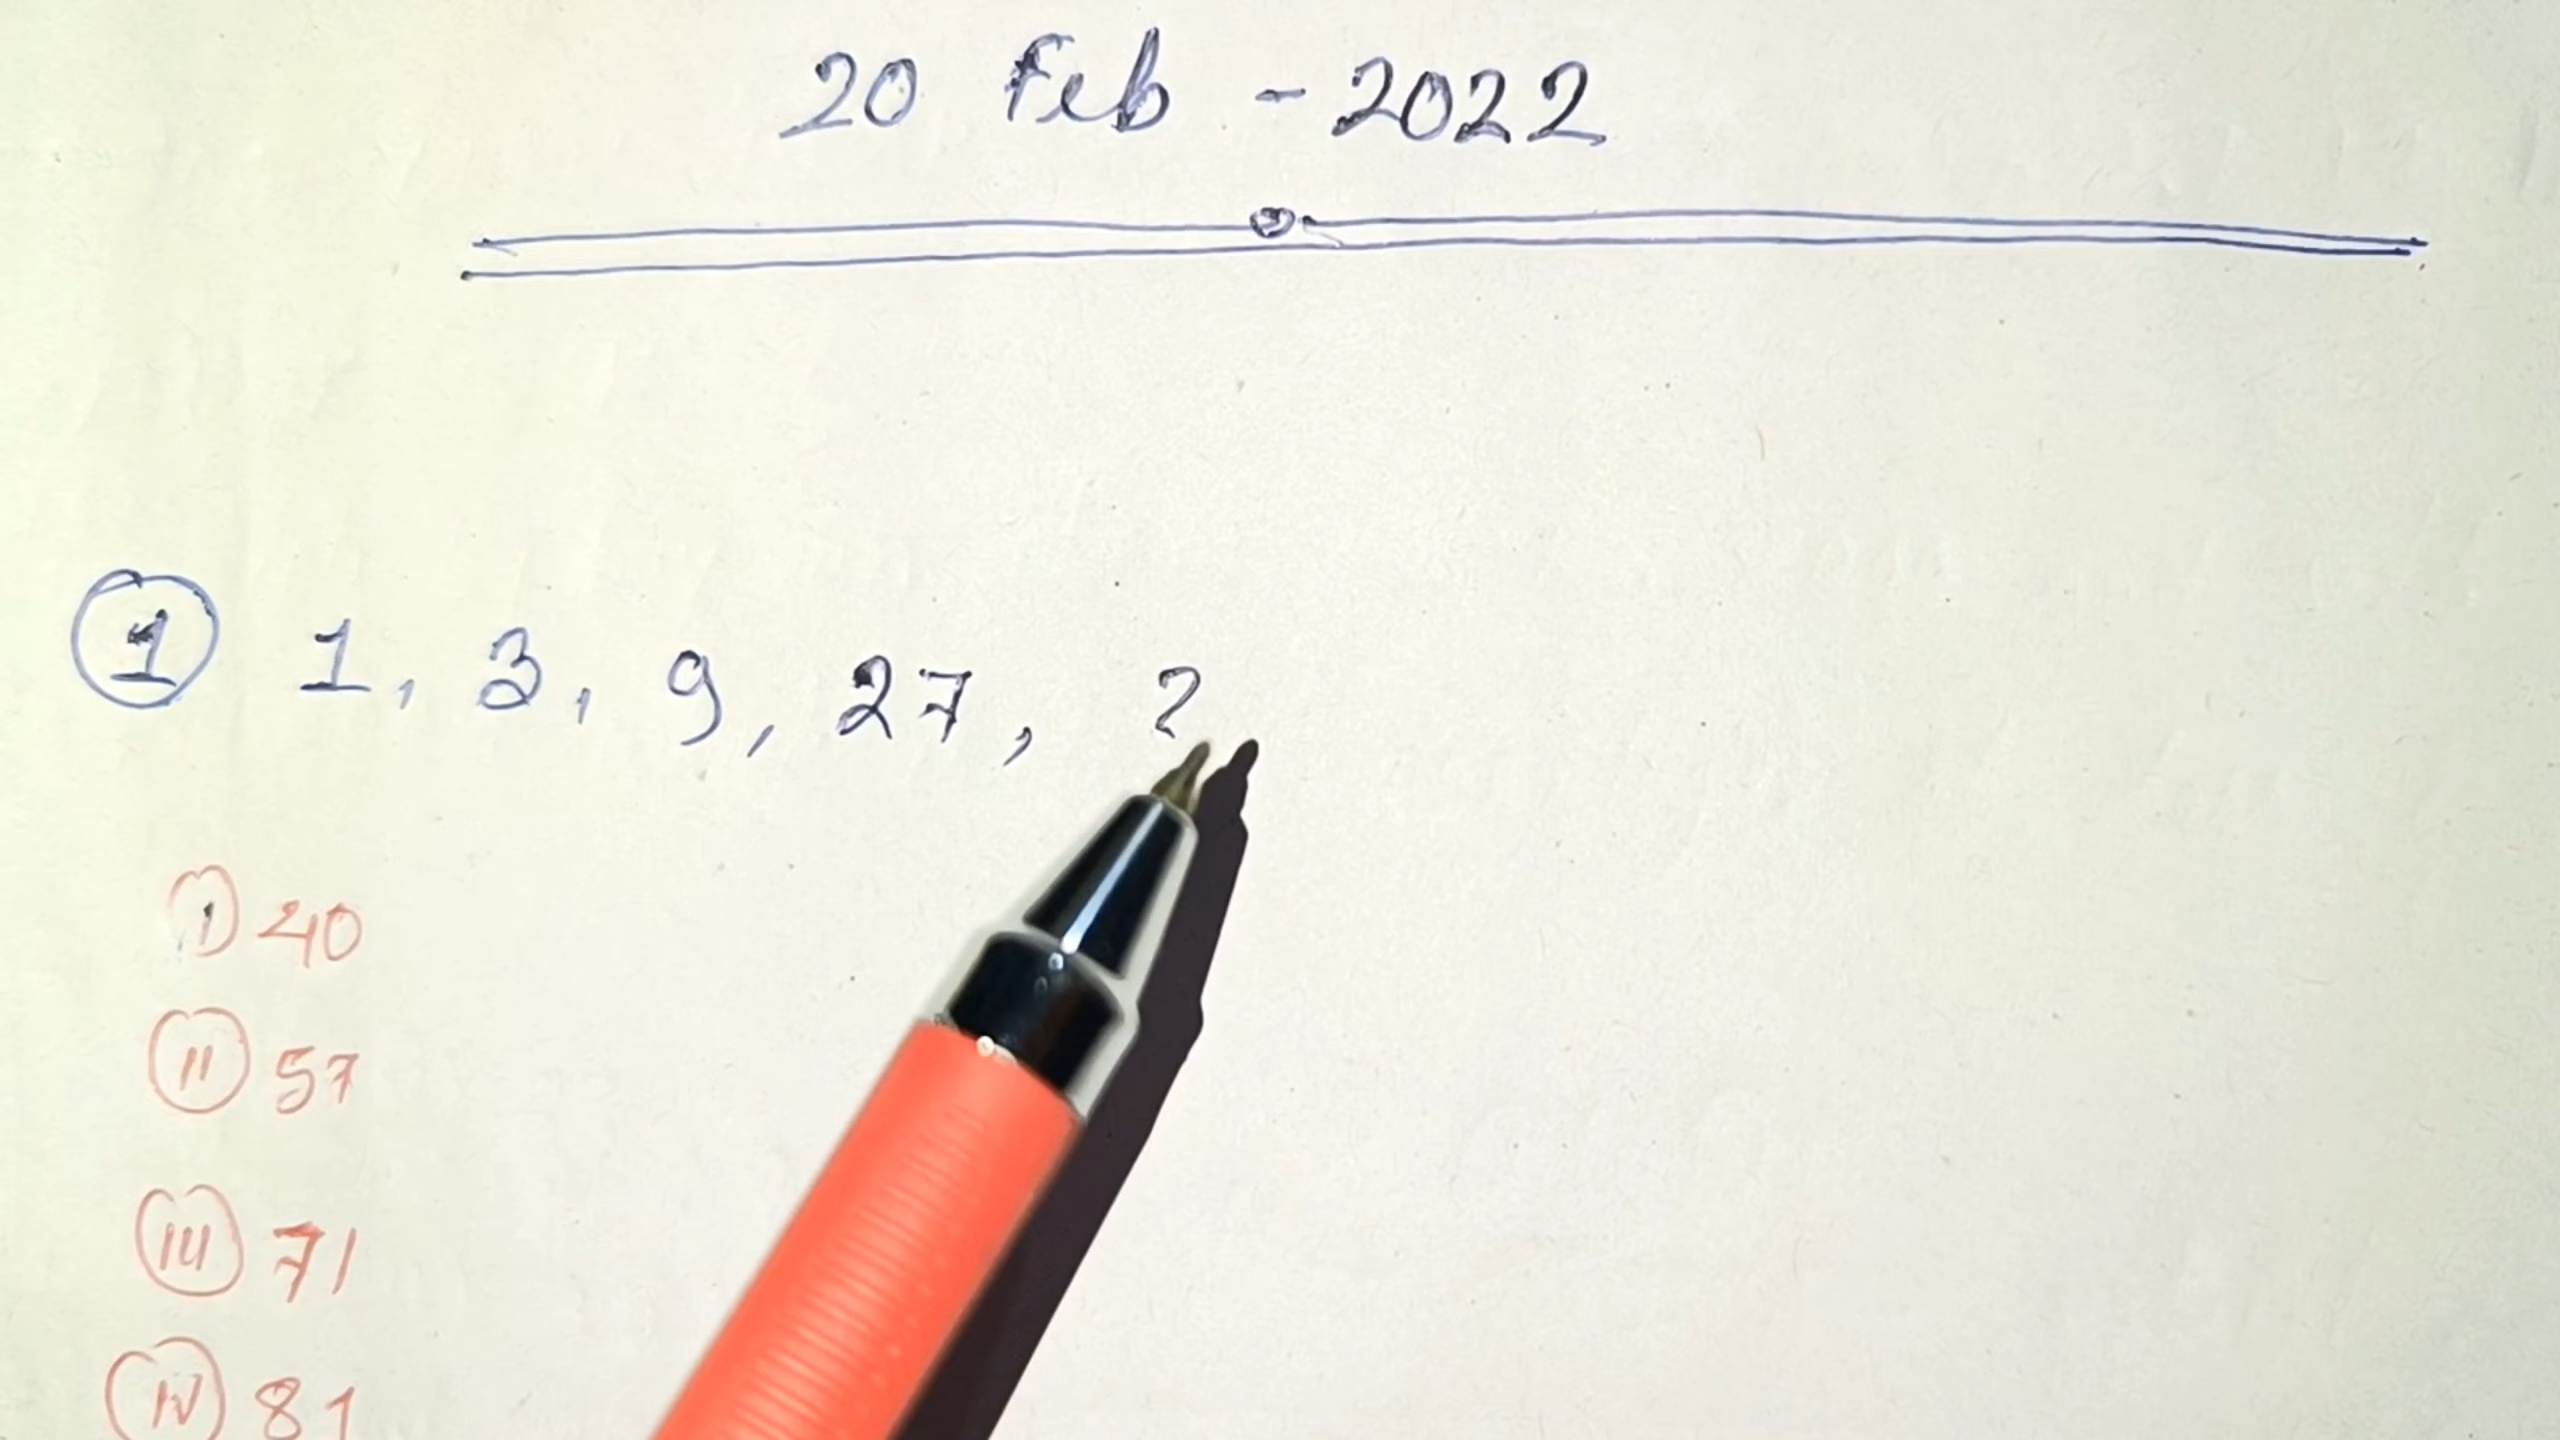 20 Feb - 2022
① 1, 3, 9, 27, ?
Ⓘ 40
Ⓘⓘ 57
Ⓘⓘⓘ 71
ⒾⓋ 81